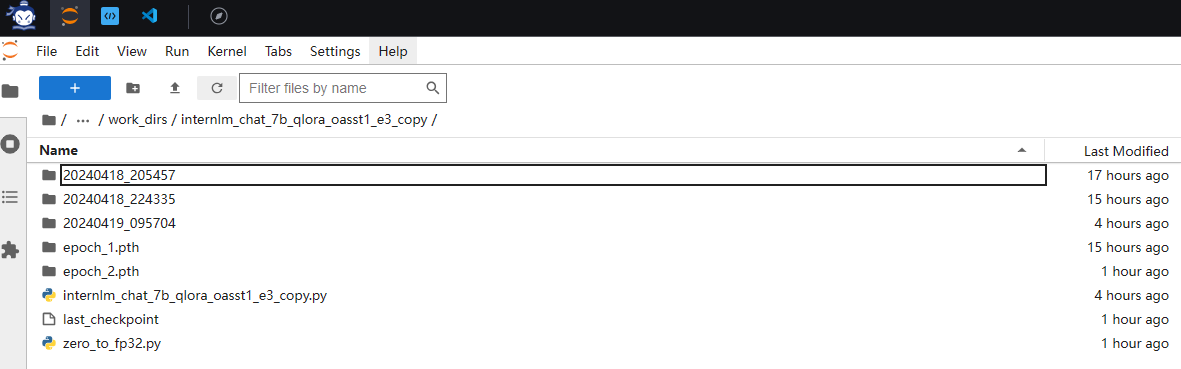 File Edit View Run Kernel Tabs Settings Help
+ Filter files by name
/ ... / work_dirs / internlm_chat_7b_qlora_oasst1_e3_copy /
Name Last Modified
20240418_205457 17 hours ago
20240418_224335 15 hours ago
20240419_095704 4 hours ago
epoch_1.pth 15 hours ago
epoch_2.pth 1 hour ago
internlm_chat_7b_qlora_oasst1_e3_copy.py 4 hours ago
last_checkpoint 1 hour ago
zero_to_fp32.py 1 hour ago